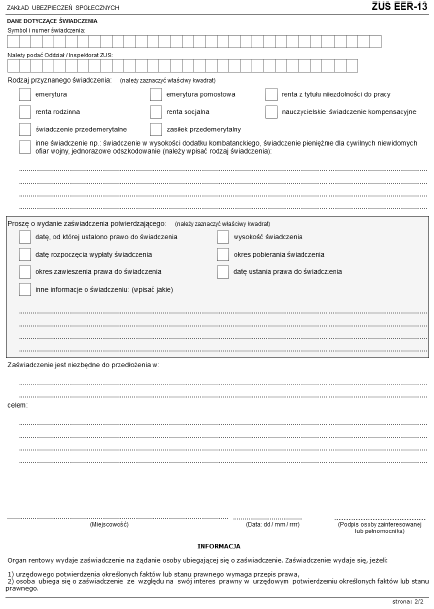 ZAKŁAD UBEZPIECZEŃ SPOŁECZNYCH ZUS EER-13
DANE DOTYCZĄCE ŚWIADCZENIA
Symbol i numer świadczenia:
Należy podać Oddział / Inspektorat ZUS:
Rodzaj przyznanego świadczenia: (należy zaznaczyć właściwy kwadrat)
emerytura emerytura pomostowa renta z tytułu niezdolności do pracy
renta rodzinna renta socjalna nauczycielskie świadczenie kompensacyjne
świadczenie przedemerytalne zasiłek przedemerytalny
inne świadczenie np.: świadczenie w wysokości dodatku kombatanckiego, świadczenie pieniężne dla cywilnych niewidomych
ofiar wojny, jednorazowe odszkodowanie (należy wpisać rodzaj świadczenia):
Proszę o wydanie zaświadczenia potwierdzającego: (należy zaznaczyć właściwy kwadrat)
datę, od której ustalono prawo do świadczenia wysokość świadczenia
datę rozpoczęcia wypłaty świadczenia okres pobierania świadczenia
okres zawieszenia prawa do świadczenia datę ustania prawa do świadczenia
inne informacje o świadczeniu: (wpisać jakie)
Zaświadczenie jest niezbędne do przedłożenia w:
celem:
(Miejscowość) (Data: dd / mm / rrrr) (Podpis osoby zainteresowanej
lub pełnomocnika)
INFORMACJA
Organ rentowy wydaje zaświadczenie na żądanie osoby ubiegającej się o zaświadczenie. Zaświadczenie wydaje się, jeżeli:
1) urzędowego potwierdzenia określonych faktów lub stanu prawnego wymaga przepis prawa,
2) osoba ubiega się o zaświadczenie ze względu na swój interes prawny w urzędowym potwierdzeniu określonych faktów lub stanu
prawnego.
strona: 2/2